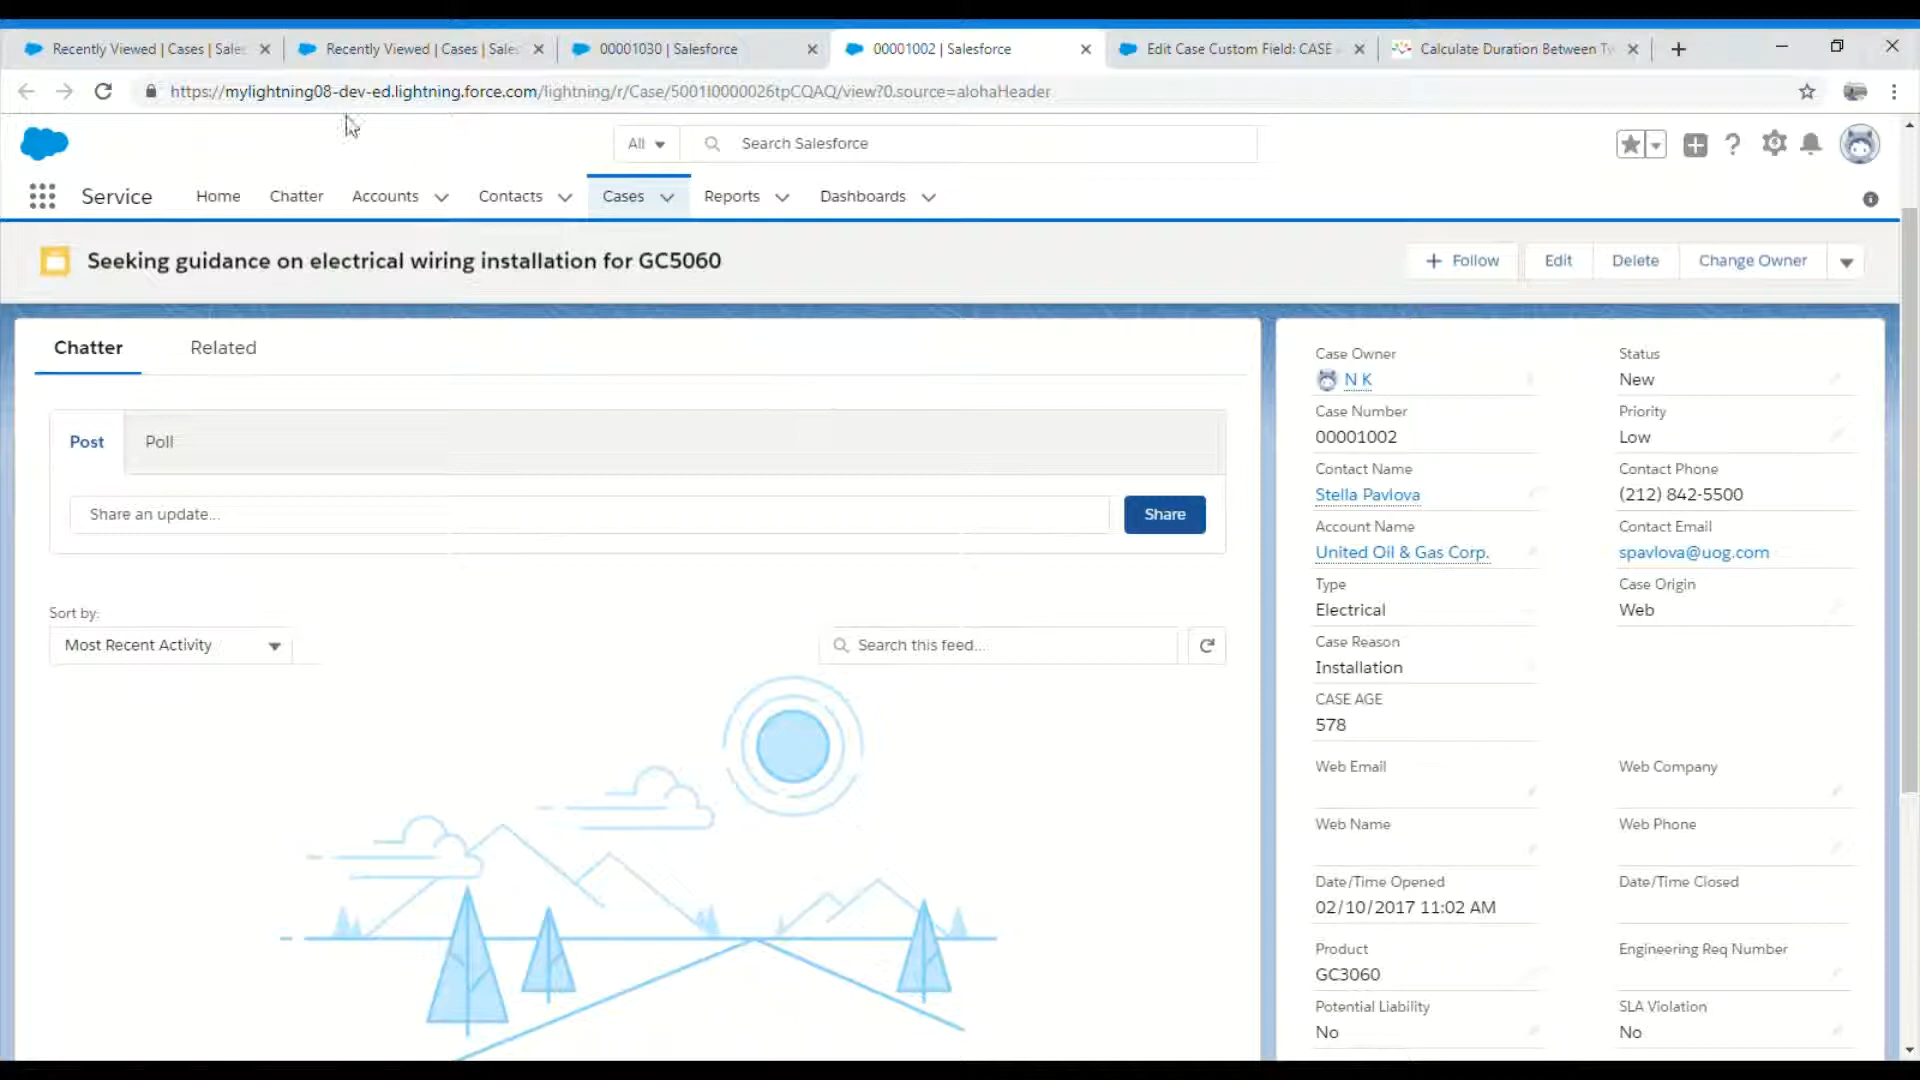 Recently Viewed | Cases | Sales
Recently Viewed | Cases | Sales
00001030 | Salesforce
00001002 | Salesforce
Edit Case Custom Field: CASE
Calculate Duration Between Tw
https://mylightning08-dev-ed.lightning.force.com/lightning/r/Case/5001I0000026tpCQAQ/view?0.source=alohaHeader
All
Search Salesforce
Service
Home
Chatter
Accounts
Contacts
Cases
Reports
Dashboards
Seeking guidance on electrical wiring installation for GC5060
+ Follow
Edit
Delete
Change Owner
Chatter
Related
Post
Poll
Share an update...
Share
Sort by:
Most Recent Activity
Search this feed...
Case Owner
N K
Status
New
Case Number
00001002
Priority
Low
Contact Name
Stella Pavlova
Contact Phone
(212) 842-5500
Account Name
United Oil & Gas Corp.
Contact Email
spavlova@uog.com
Type
Electrical
Case Origin
Web
Case Reason
Installation
CASE AGE
578
Web Email
Web Company
Web Name
Web Phone
Date/Time Opened
02/10/2017 11:02 AM
Date/Time Closed
Product
GC3060
Engineering Req Number
Potential Liability
No
SLA Violation
No